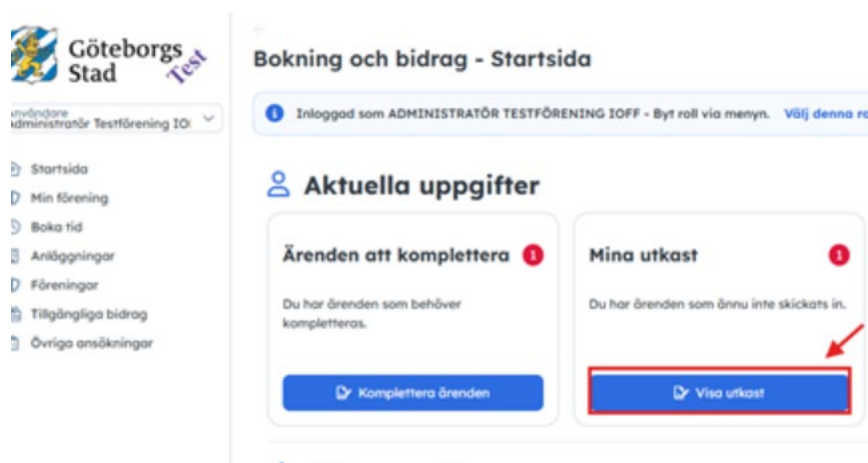 Göteborgs
Stad
Test
Användare
Administratör Testförening IO
Startsida
Min förening
Boka tid
Anläggningar
Föreningar
Tillgängliga bidrag
Övriga ansökningar
Bokning och bidrag - Startsida
Inloggad som ADMINISTRATÖR TESTFÖRENING IOFF - Byt roll via menyn. Välj denna ro
Aktuella uppgifter
Ärenden att komplettera 1
Du har ärenden som behöver
kompletteras.
Komplettera ärenden
Mina utkast 1
Du har ärenden som ännu inte skickats in.
Visa utkast